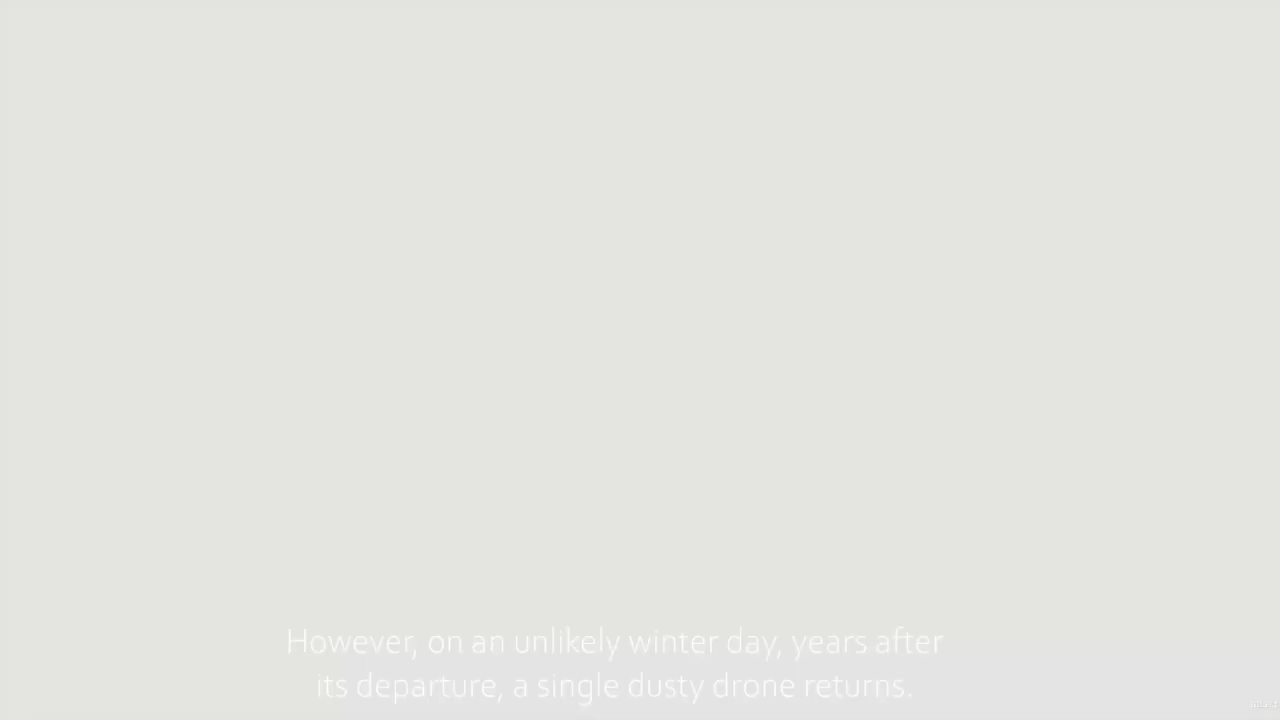 However, on an unlikely winter day, years after
its departure, a single dusty drone returns.